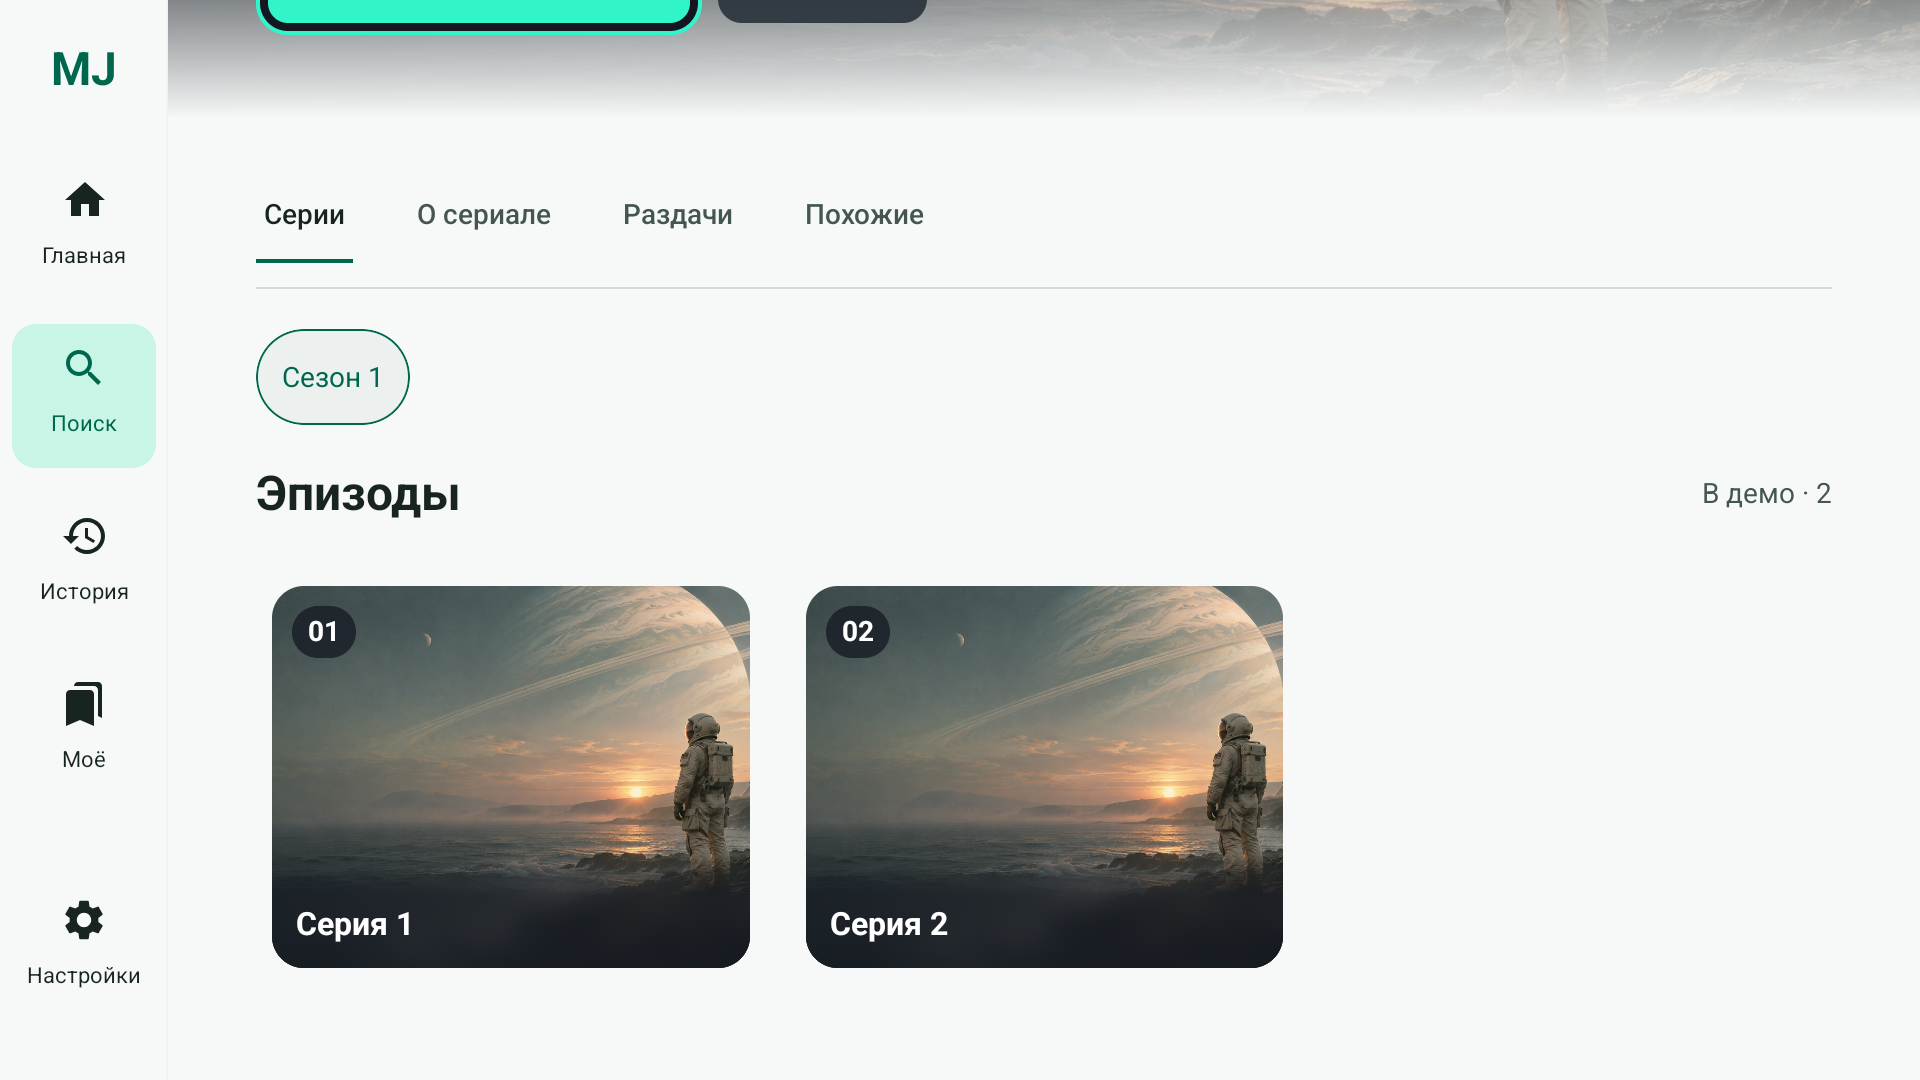 MJ
Главная
Поиск
История
Моё
Настройки
Серии
О сериале
Раздачи
Похожие
Сезон 1
Эпизоды
В демо · 2
01
Серия 1
02
Серия 2